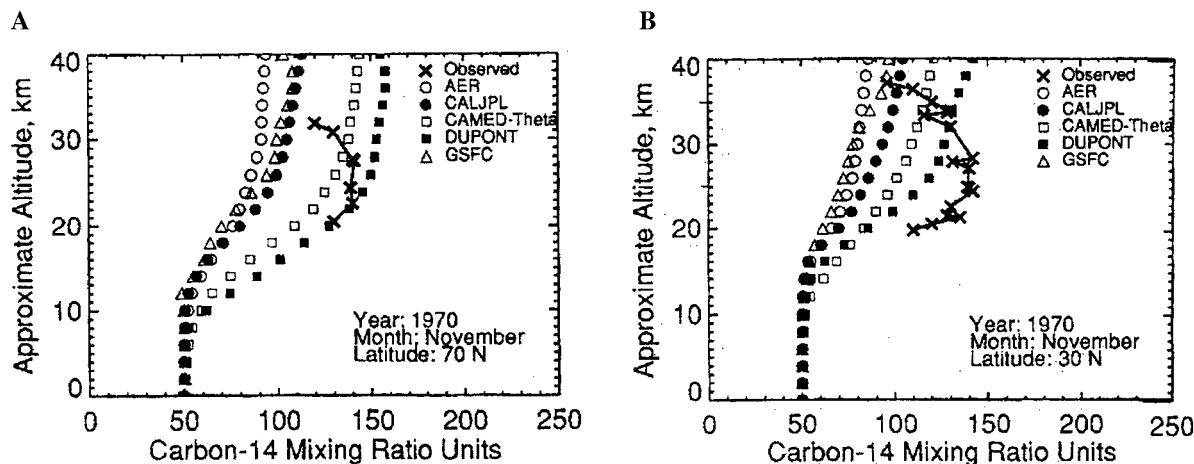 A
Approximate Altitude, km
40
30
20
10
0
Observed
AER
CALJPL
CAMED-Theta
DUPONT
GSFC
Year: 1970
Month: November
Latitude: 70 N
0 50 100 150 200 250
Carbon-14 Mixing Ratio Units
B
Approximate Altitude, km
40
30
20
10
0
Observed
AER
CALJPL
CAMED-Theta
DUPONT
GSFC
Year: 1970
Month: November
Latitude: 30 N
0 50 100 150 200 250
Carbon-14 Mixing Ratio Units